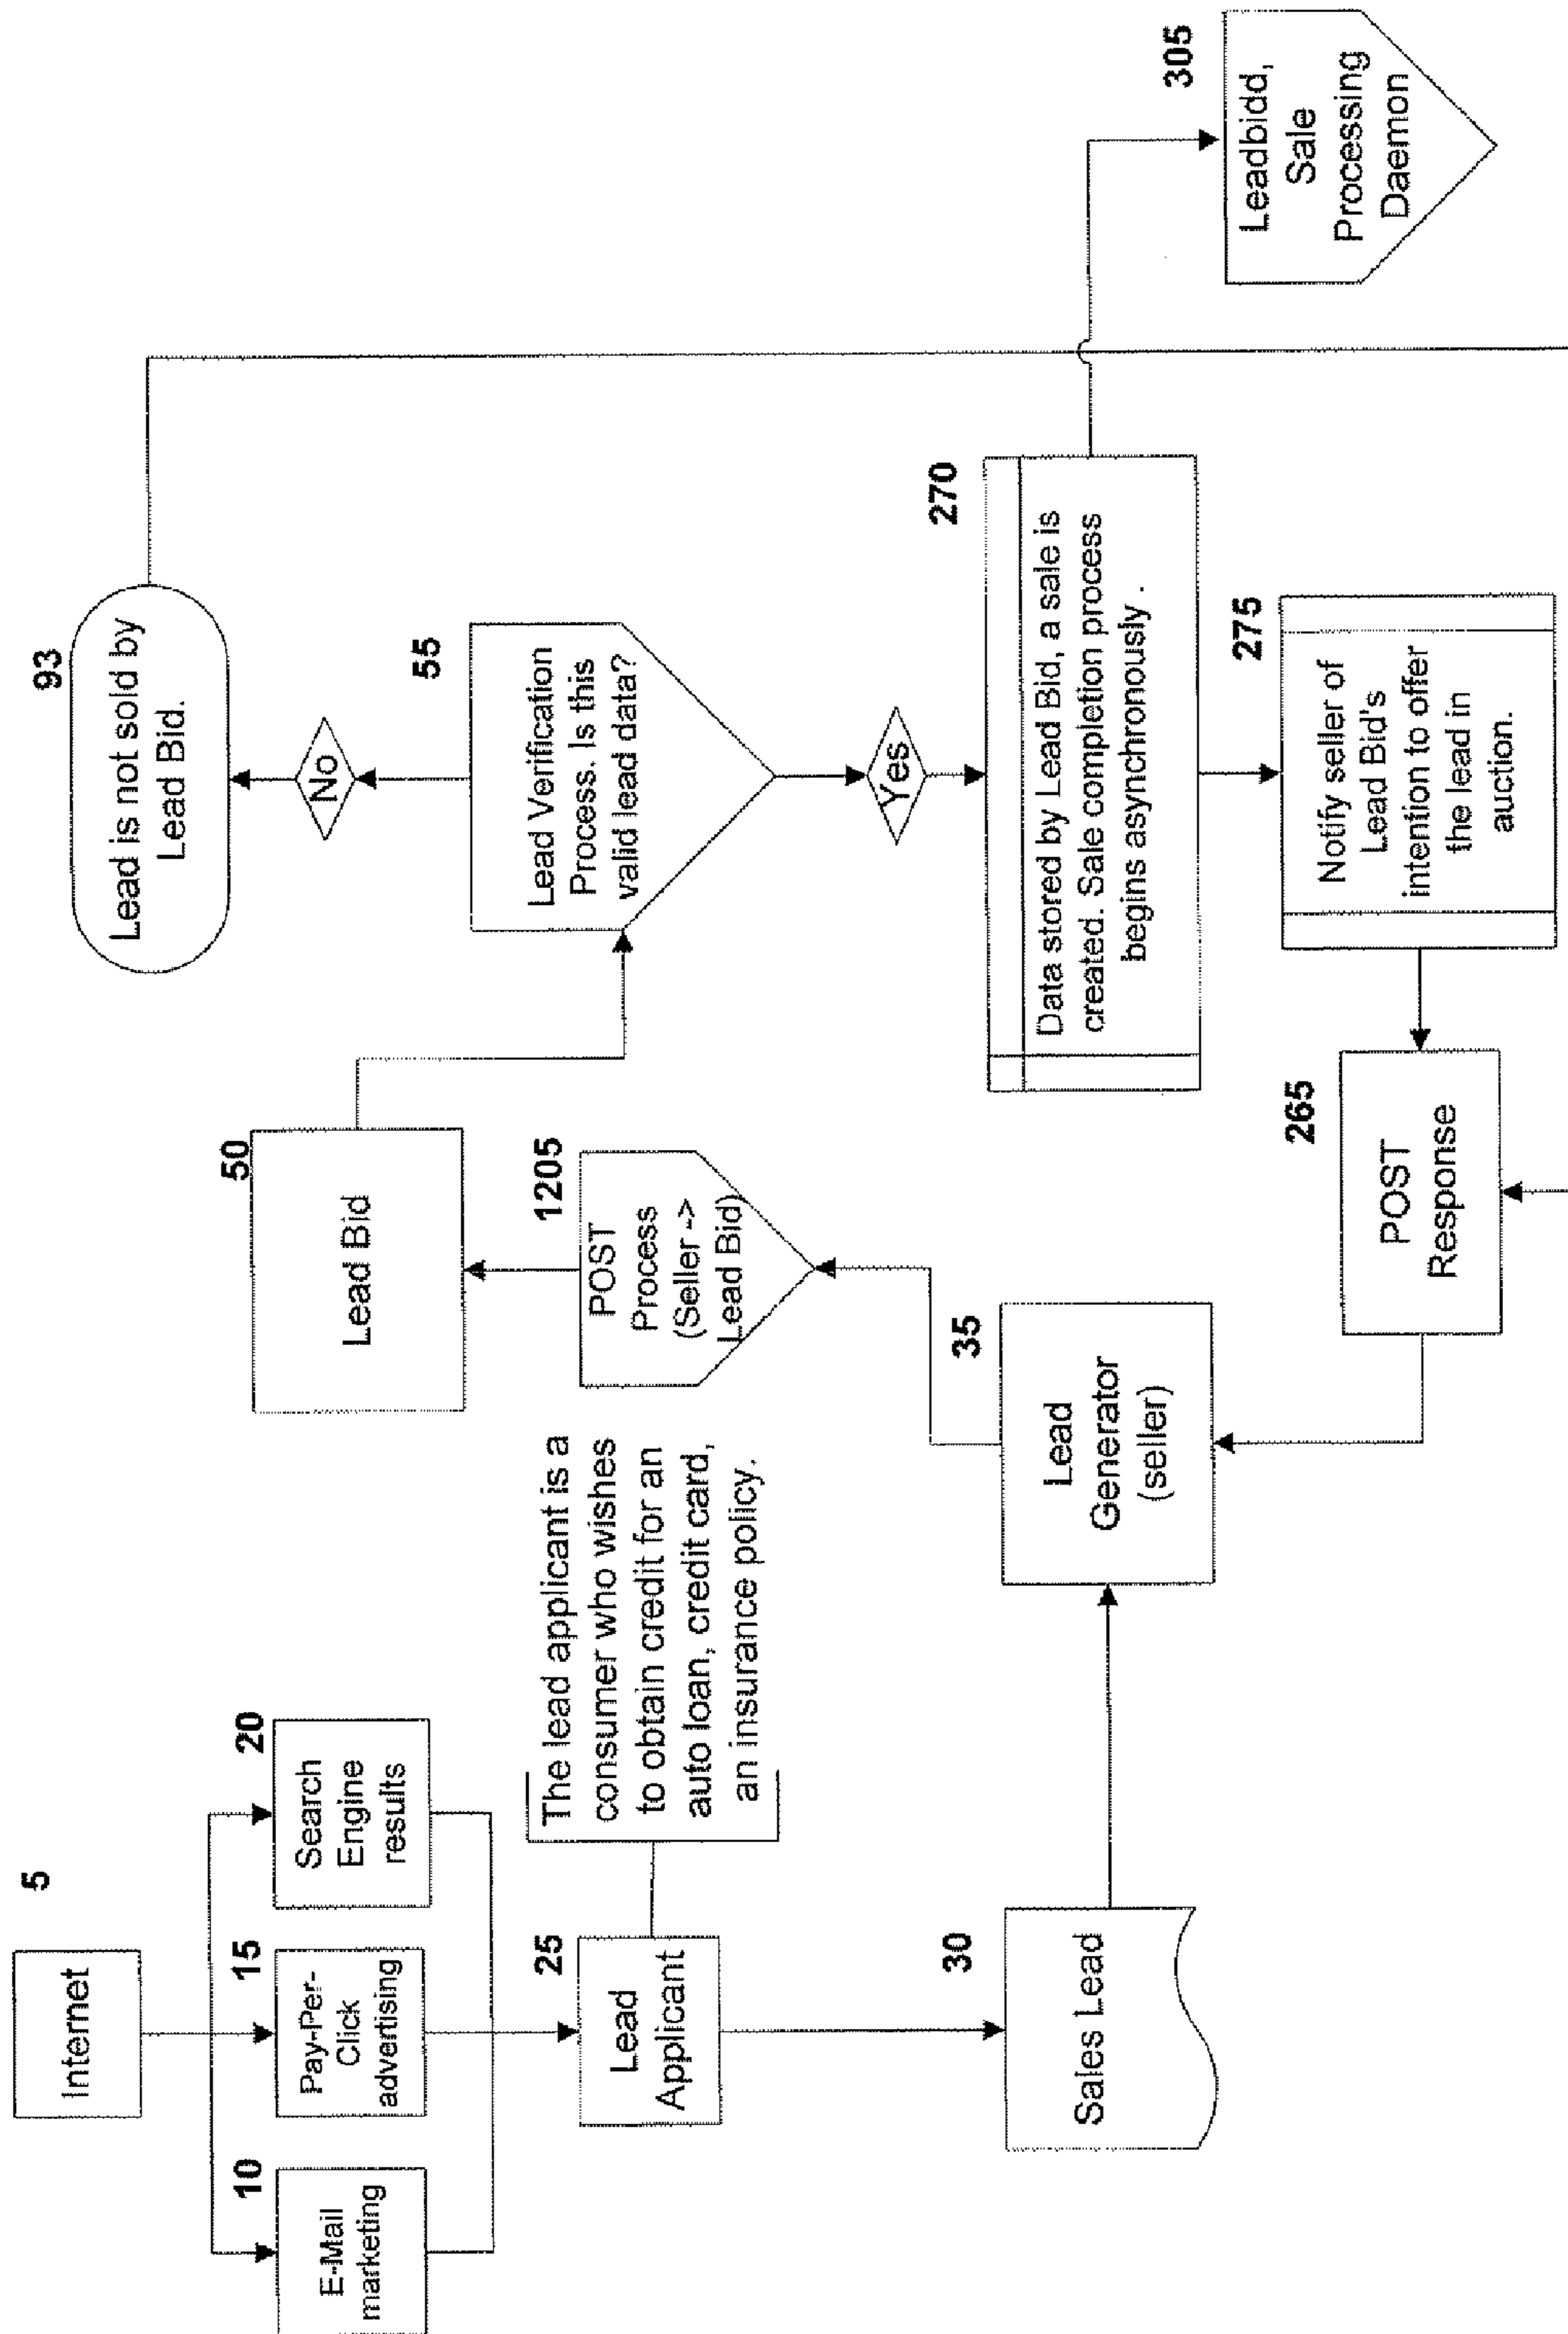 5
Internet
10
E-Mail
marketing
15
Pay-Per-
Click
advertising
20
Search
Engine
results
25
Lead
Applicant
The lead applicant is a
consumer who wishes
to obtain credit for an
auto loan, credit card,
an insurance policy.
30
Sales Lead
35
Lead
Generator
(seller)
1205
POST
Process
(Seller ->
Lead Bid)
50
Lead Bid
55
Lead Verification
Process. Is this
valid lead data?
No
93
Lead is not sold by
Lead Bid.
Yes
270
Data stored by Lead Bid, a sale is
created. Sale completion process
begins asynchronously .
275
Notify seller of
Lead Bid's
intention to offer
the lead in
auction.
265
POST
Response
305
Leadbidd,
Sale
Processing
Daemon